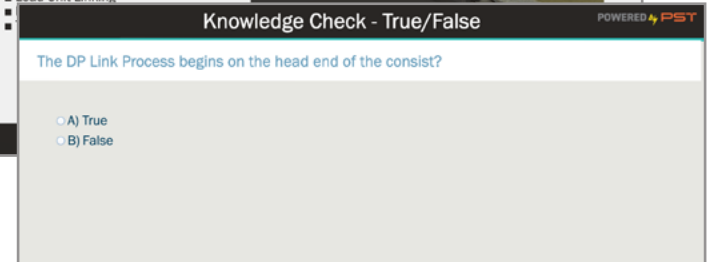 Knowledge Check - True/False
POWERED PST
The DP Link Process begins on the head end of the consist?
A) True
B) False